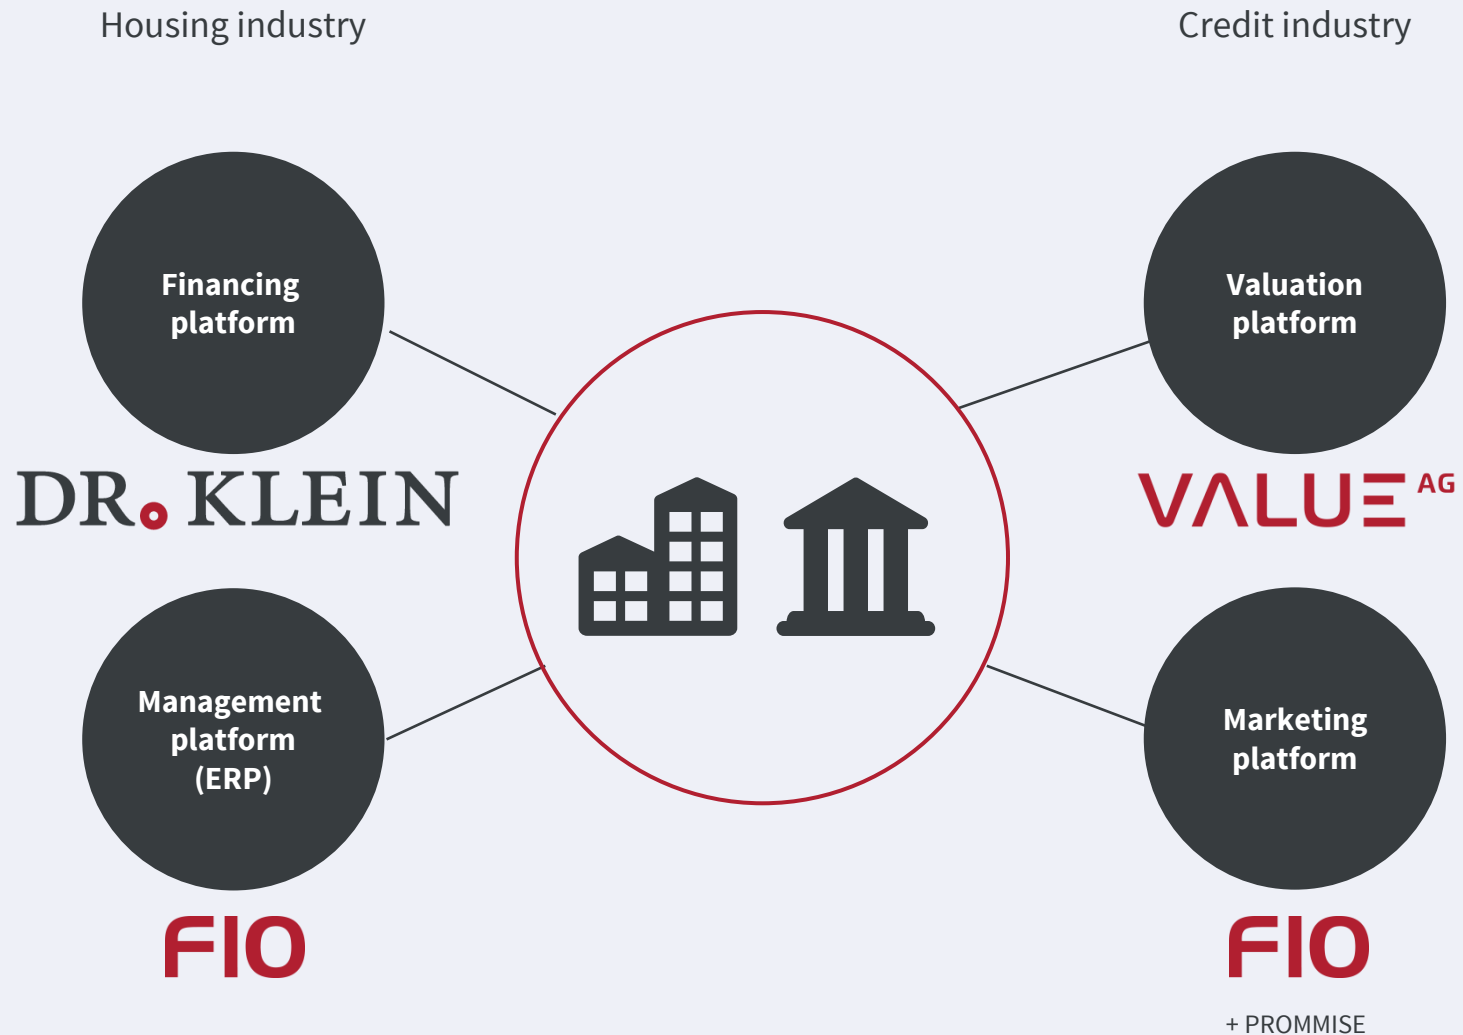 Housing industry
Credit industry
Financing
platform
Valuation
platform
DR. KLEIN
VALUE AG
Management
platform
(ERP)
Marketing
platform
FIO
FIO
+ PROMMISE